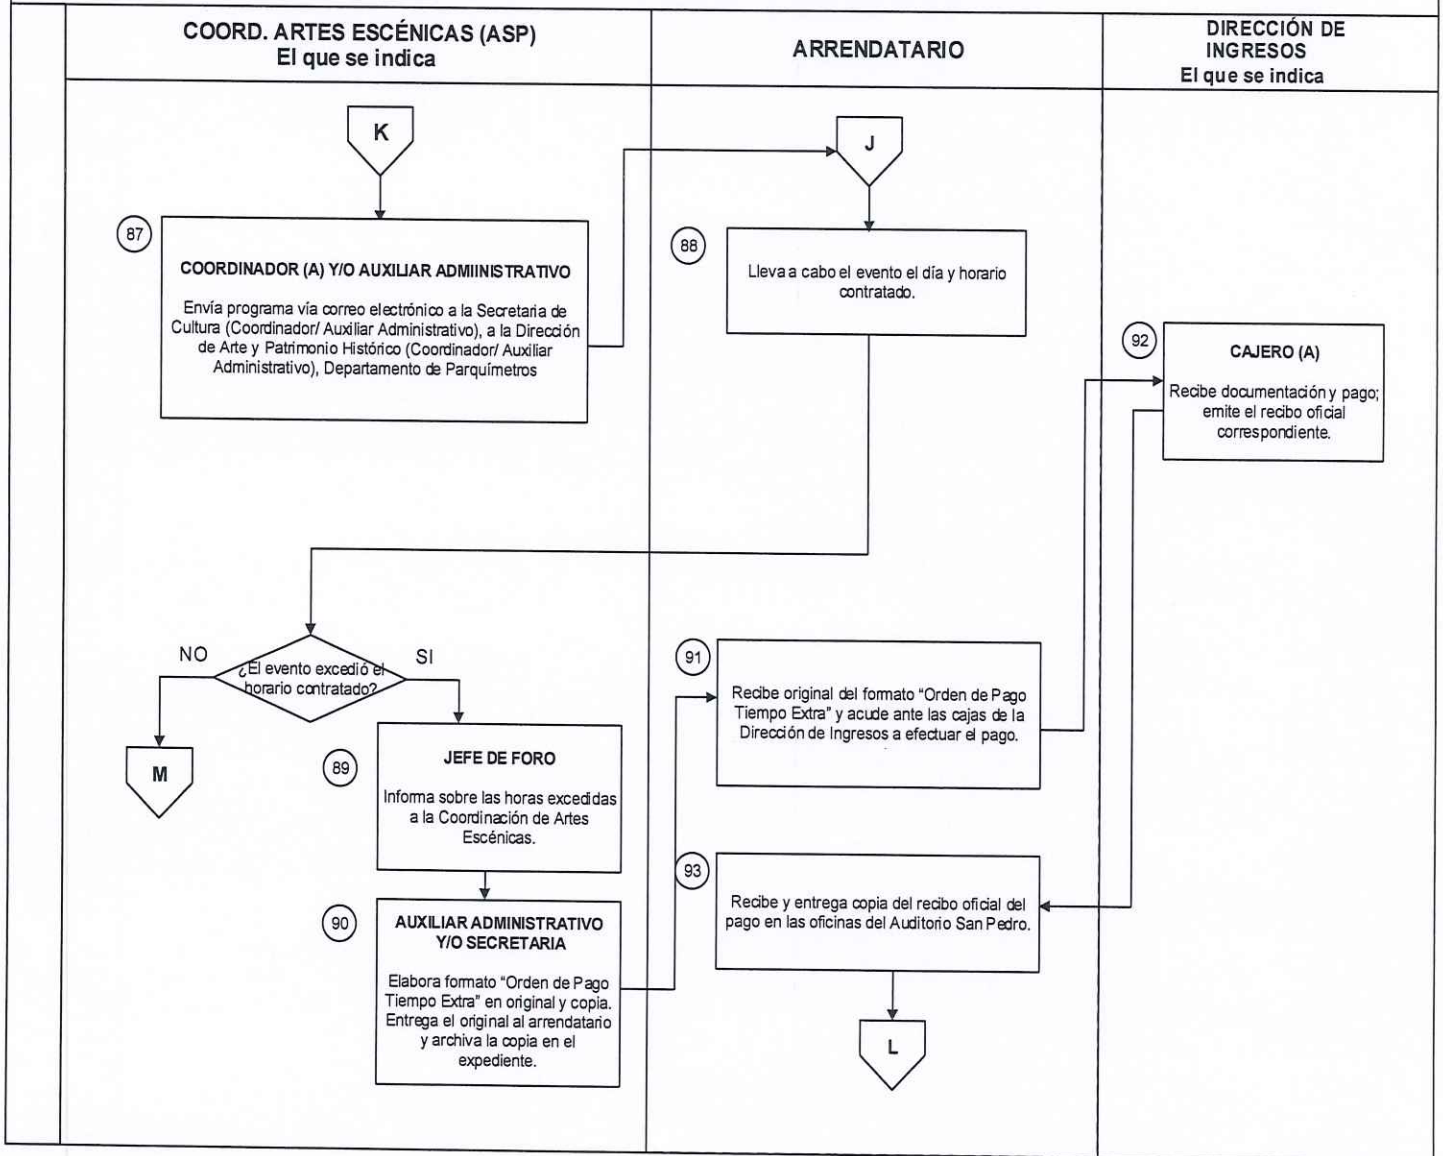 COORD. ARTES ESCÉNICAS (ASP)
El que se indica
ARRENDATARIO
DIRECCIÓN DE
INGRESOS
El que se indica
K
J
87
COORDINADOR (A) Y/O AUXILIAR ADMIINISTRATIVO
Envía programa vía correo electrónico a la Secretaria de
Cultura (Coordinador/ Auxiliar Administrativo), a la Dirección
de Arte y Patrimonio Histórico (Coordinador/ Auxiliar
Administrativo), Departamento de Parquímetros
88
Lleva a cabo el evento el día y horario
contratado.
92
CAJERO (A)
Recibe documentación y pago;
emite el recibo oficial
correspondiente.
NO
¿El evento excedió el
horario contratado?
SI
M
89
JEFE DE FORO
Informa sobre las horas excedidas
a la Coordinación de Artes
Escénicas.
90
AUXILIAR ADMINISTRATIVO
Y/O SECRETARIA
Elabora formato “Orden de Pago
Tiempo Extra” en original y copia.
Entrega el original al arrendatario
y archiva la copia en el
expediente.
91
Recibe original del formato “Orden de Pago
Tiempo Extra” y acude ante las cajas de la
Dirección de Ingresos a efectuar el pago.
93
Recibe y entrega copia del recibo oficial del
pago en las oficinas del Auditorio San Pedro.
L